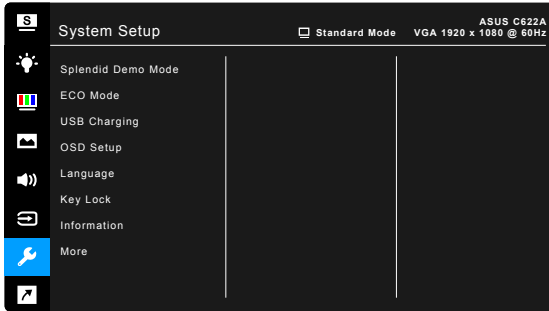 S
System Setup
Standard Mode
ASUS C622A
VGA 1920 x 1080 @ 60Hz
Splendid Demo Mode
ECO Mode
USB Charging
OSD Setup
Language
Key Lock
Information
More